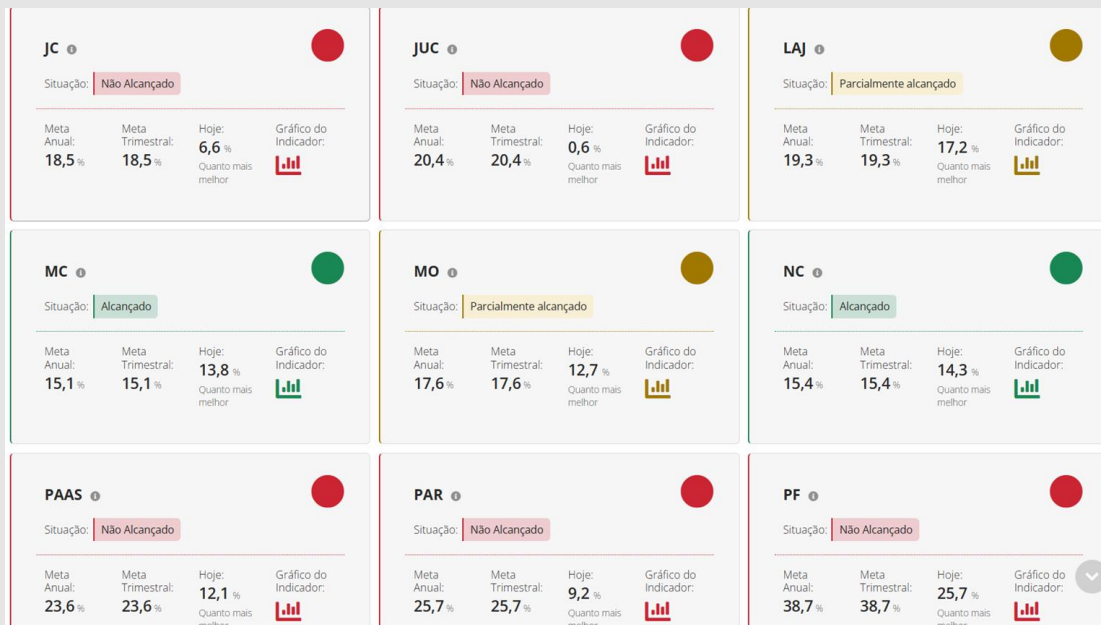 JC
Situação: Não Alcançado
Meta Anual: 18,5 %
Meta Trimestral: 18,5 %
Hoje: 6,6 %
Quanto mais melhor
Gráfico do Indicador:
JUC
Situação: Não Alcançado
Meta Anual: 20,4 %
Meta Trimestral: 20,4 %
Hoje: 0,6 %
Quanto mais melhor
Gráfico do Indicador:
LAJ
Situação: Parcialmente alcançado
Meta Anual: 19,3 %
Meta Trimestral: 19,3 %
Hoje: 17,2 %
Quanto mais melhor
Gráfico do Indicador:
MC
Situação: Alcançado
Meta Anual: 15,1 %
Meta Trimestral: 15,1 %
Hoje: 13,8 %
Quanto mais melhor
Gráfico do Indicador:
MO
Situação: Parcialmente alcançado
Meta Anual: 17,6 %
Meta Trimestral: 17,6 %
Hoje: 12,7 %
Quanto mais melhor
Gráfico do Indicador:
NC
Situação: Alcançado
Meta Anual: 15,4 %
Meta Trimestral: 15,4 %
Hoje: 14,3 %
Quanto mais melhor
Gráfico do Indicador:
PAAS
Situação: Não Alcançado
Meta Anual: 23,6 %
Meta Trimestral: 23,6 %
Hoje: 12,1 %
Quanto mais melhor
Gráfico do Indicador:
PAR
Situação: Não Alcançado
Meta Anual: 25,7 %
Meta Trimestral: 25,7 %
Hoje: 9,2 %
Quanto mais melhor
Gráfico do Indicador:
PF
Situação: Não Alcançado
Meta Anual: 38,7 %
Meta Trimestral: 38,7 %
Hoje: 25,7 %
Quanto mais melhor
Gráfico do Indicador: